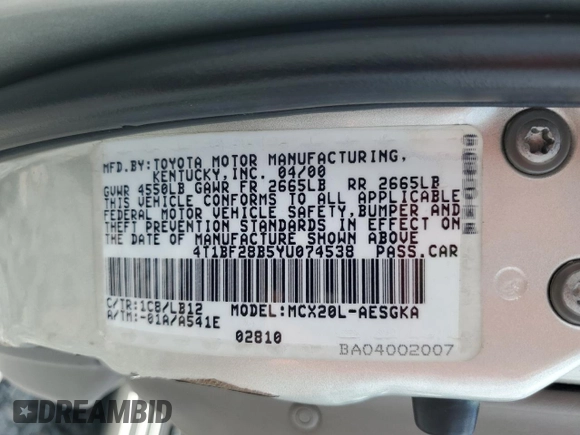 MFD.BY:TOYOTA MOTOR MANUFACTURING,
KENTUCKY,INC. 04/00
GVWR 4550LB GAWR FR 2665LB RR 2665LB
THIS VEHICLE CONFORMS TO ALL APPLICABLE
FEDERAL MOTOR VEHICLE SAFETY,BUMPER AND
THEFT PREVENTION STANDARDS IN EFFECT ON
THE DATE OF MANUFACTURE SHOWN ABOVE
4T1BF28B5YU074538 PASS.CAR
C/TR:1C8/LB12 MODEL:MCX20L-AESGKA
A/TM:-01A/A541E
02810
BA04002007
DREAMBID